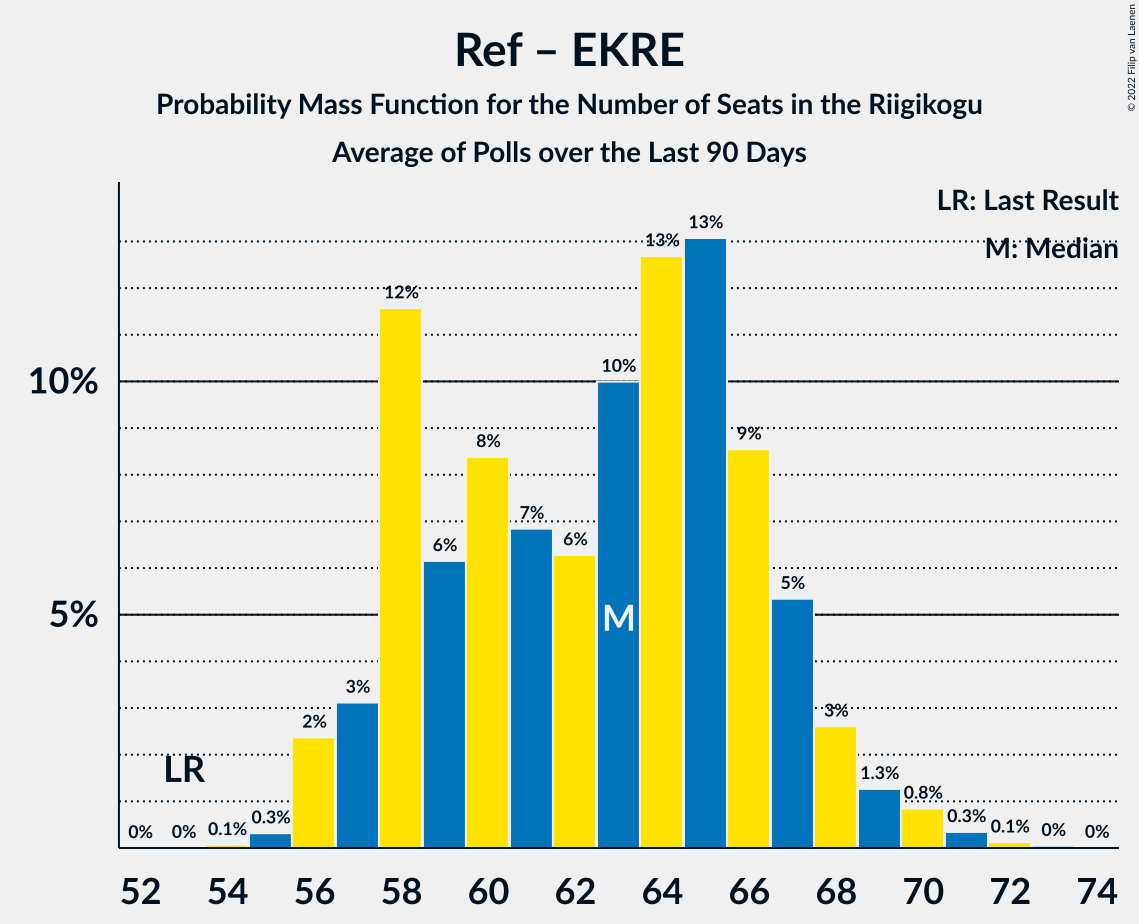 Ref – EKRE
Probability Mass Function for the Number of Seats in the Riigikogu
Average of Polls over the Last 90 Days
© 2022 Filip van Laenen
LR: Last Result
M: Median
10%
5%
0%
0%
0.1%
0.3%
2%
3%
12%
6%
8%
7%
6%
10%
13%
13%
9%
5%
3%
1.3%
0.8%
0.3%
0.1%
0%
0%
LR
M
52 54 56 58 60 62 64 66 68 70 72 74